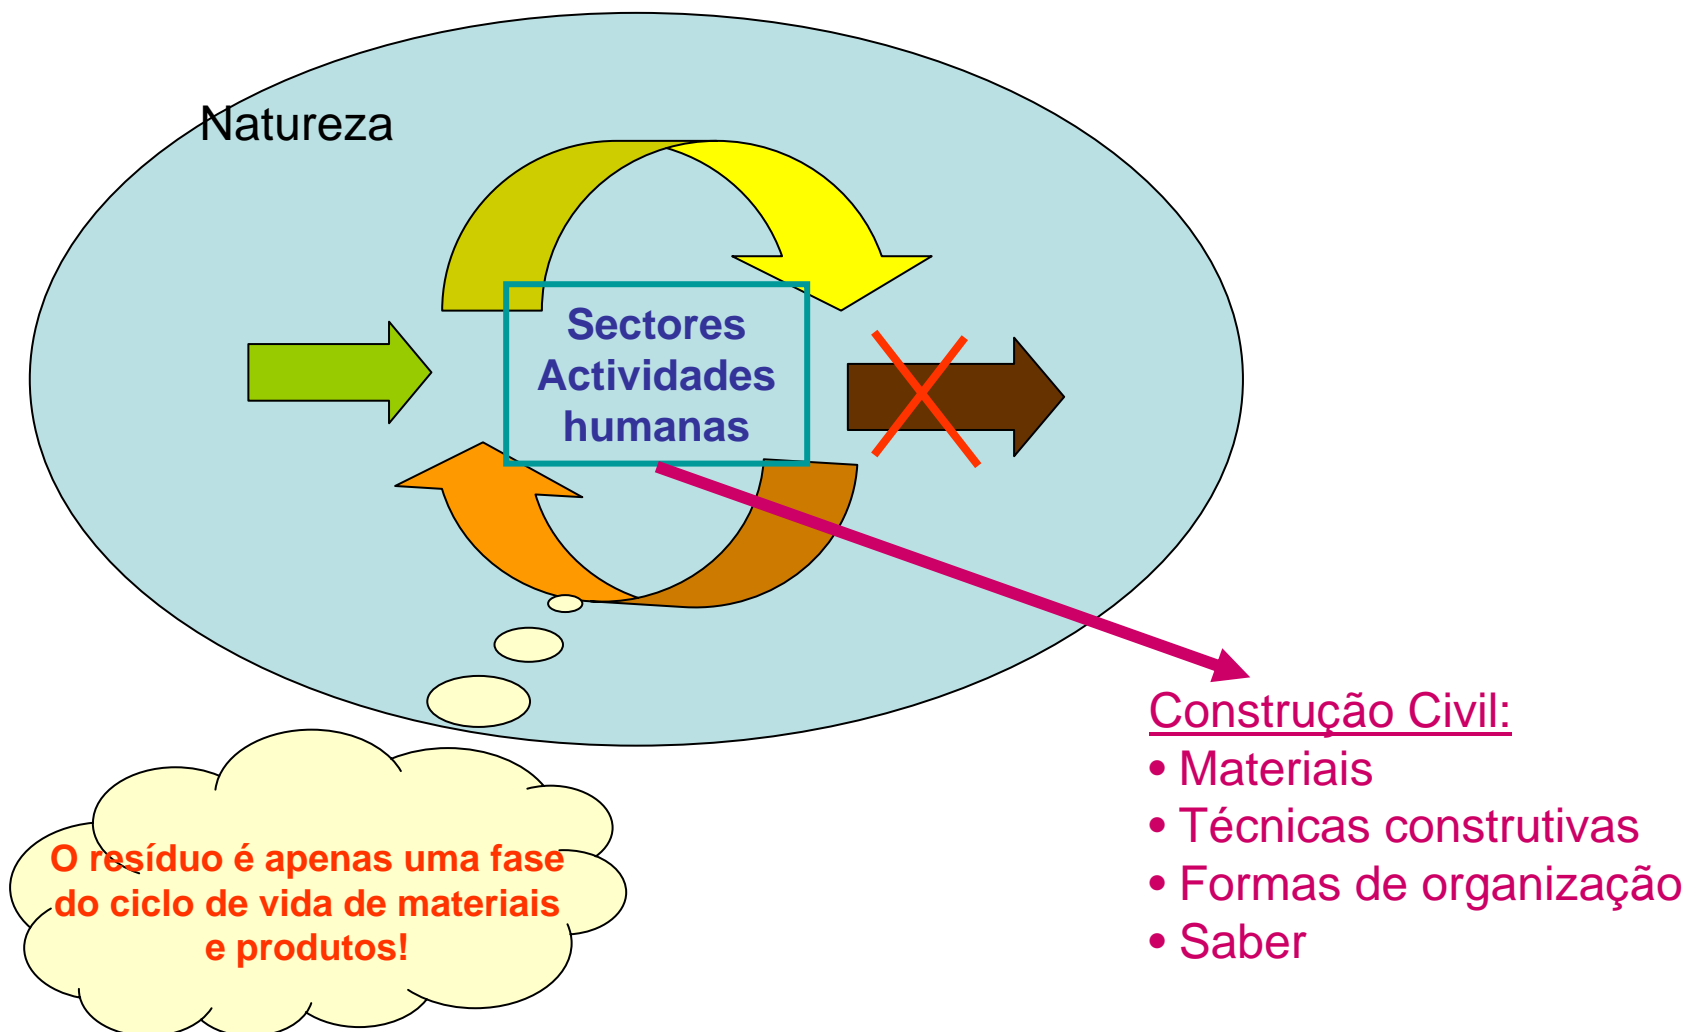 Natureza
Sectores
Actividades
humanas
Construção Civil:
• Materiais
• Técnicas construtivas
• Formas de organização
• Saber
O resíduo é apenas uma fase
do ciclo de vida de materiais
e produtos!